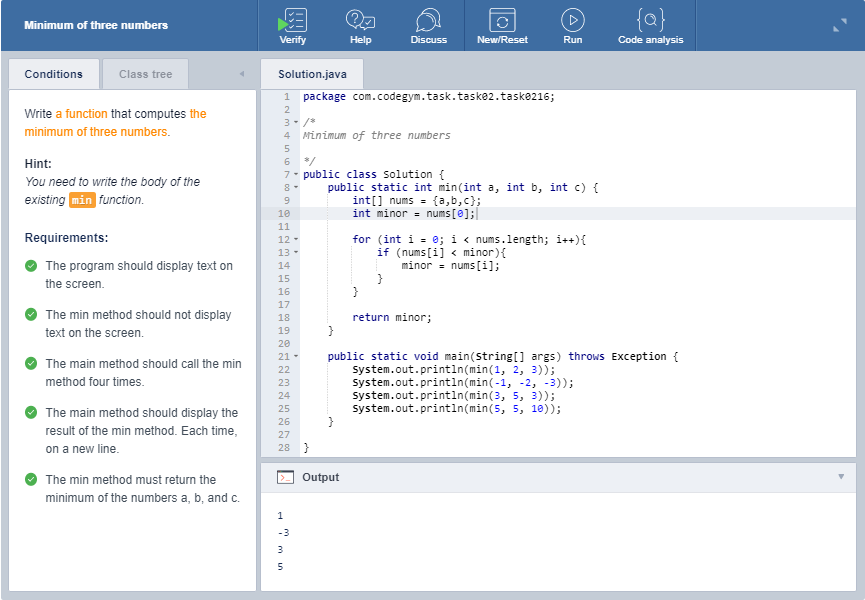 Minimum of three numbers
Verify
Help
Discuss
New/Reset
Run
Code analysis
Conditions
Class tree
Write a function that computes the
minimum of three numbers.
Hint:
You need to write the body of the
existing min function.
Requirements:
The program should display text on
the screen.
The min method should not display
text on the screen.
The main method should call the min
method four times.
The main method should display the
result of the min method. Each time,
on a new line.
The min method must return the
minimum of the numbers a, b, and c.
Solution.java
1 package com.codegym.task.task02.task0216;
2
3 /*
4 Minimum of three numbers
5
6 */
7 public class Solution {
8 public static int min(int a, int b, int c) {
9 int[] nums = {a,b,c};
10 int minor = nums[0];
11
12 for (int i = 0; i < nums.length; i++){
13 if (nums[i] < minor){
14 minor = nums[i];
15 }
16 }
17
18 return minor;
19 }
20
21 public static void main(String[] args) throws Exception {
22 System.out.println(min(1, 2, 3));
23 System.out.println(min(-1, -2, -3));
24 System.out.println(min(3, 5, 3));
25 System.out.println(min(5, 5, 10));
26 }
27
28 }
Output
1
-3
3
5